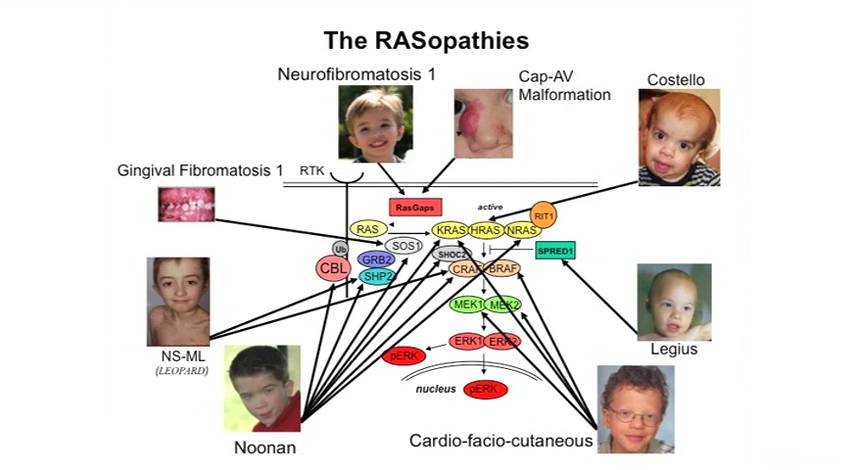 The RASopathies
Neurofibromatosis 1
Cap-AV
Malformation
Costello
Gingival Fibromatosis 1
RTK
RasGaps
active
RIT1
RAS
KRAS
HRAS
NRAS
Ub
SOS1
SHOC2
SPRED1
CBL
GRB2
SHP2
CRAF
BRAF
MEK1
MEK2
NS-ML
(LEOPARD)
Legius
ERK1
ERK2
pERK
nucleus
pERK
Noonan
Cardio-facio-cutaneous